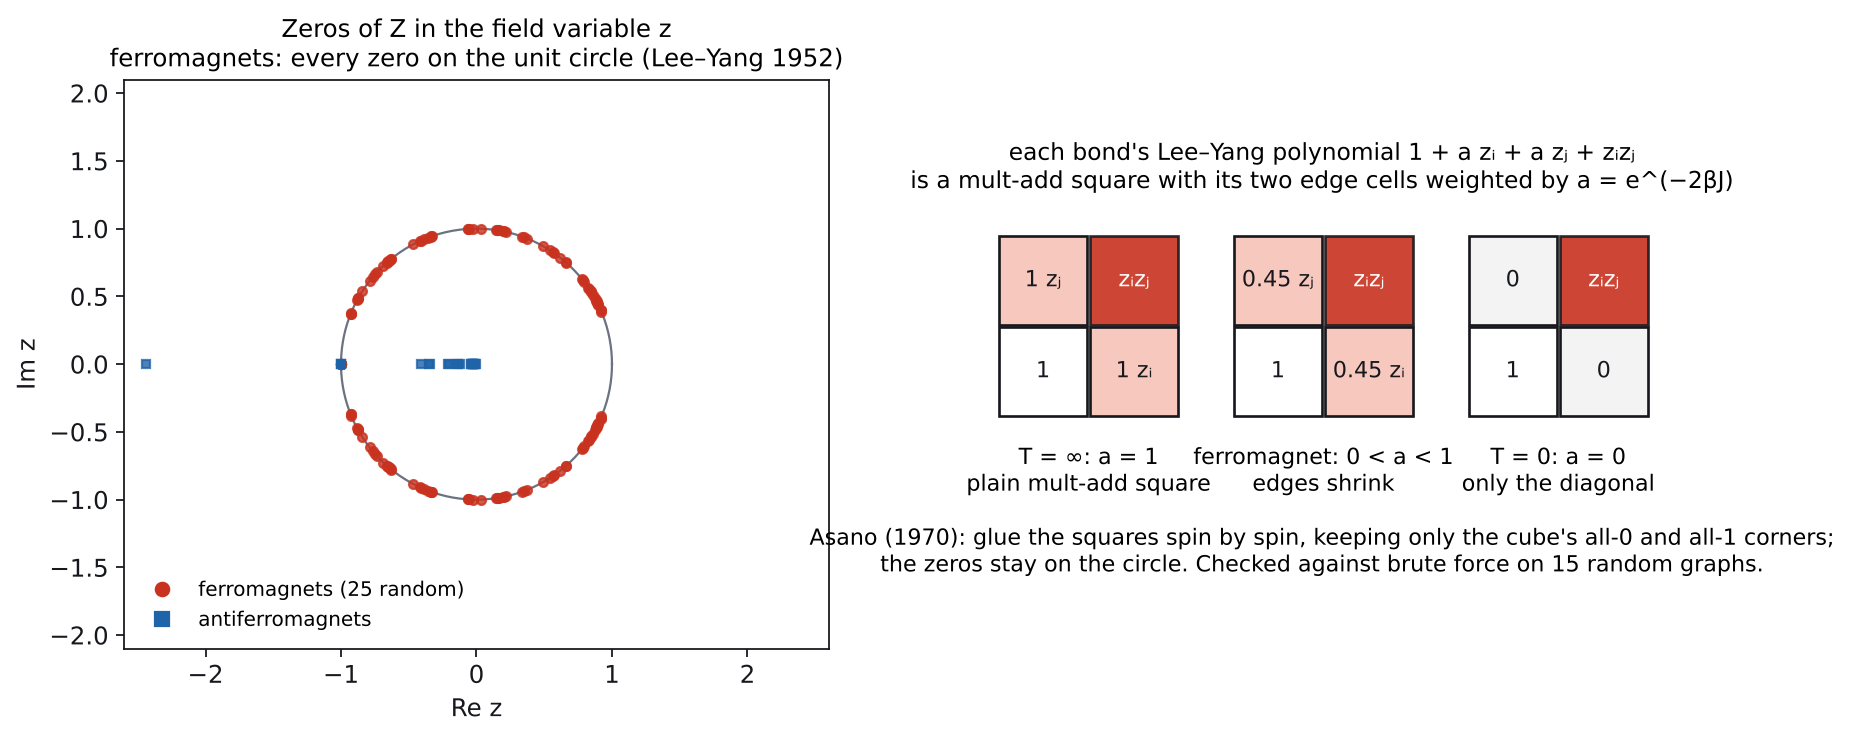 Zeros of Z in the field variable z
ferromagnets: every zero on the unit circle (Lee–Yang 1952)
2.0
1.5
1.0
0.5
0.0
−0.5
−1.0
−1.5
−2.0
Im z
ferromagnets (25 random)
antiferromagnets
−2
−1
0
1
2
Re z
each bond's Lee–Yang polynomial 1 + a zᵢ + a zⱼ + zᵢzⱼ
is a mult-add square with its two edge cells weighted by a = e^(−2βJ)
1 zⱼ
zᵢzⱼ
1
1 zᵢ
T = ∞: a = 1
plain mult-add square
0.45 zⱼ
zᵢzⱼ
1
0.45 zᵢ
ferromagnet: 0 < a < 1
edges shrink
0
zᵢzⱼ
1
0
T = 0: a = 0
only the diagonal
Asano (1970): glue the squares spin by spin, keeping only the cube's all-0 and all-1 corners;
the zeros stay on the circle. Checked against brute force on 15 random graphs.